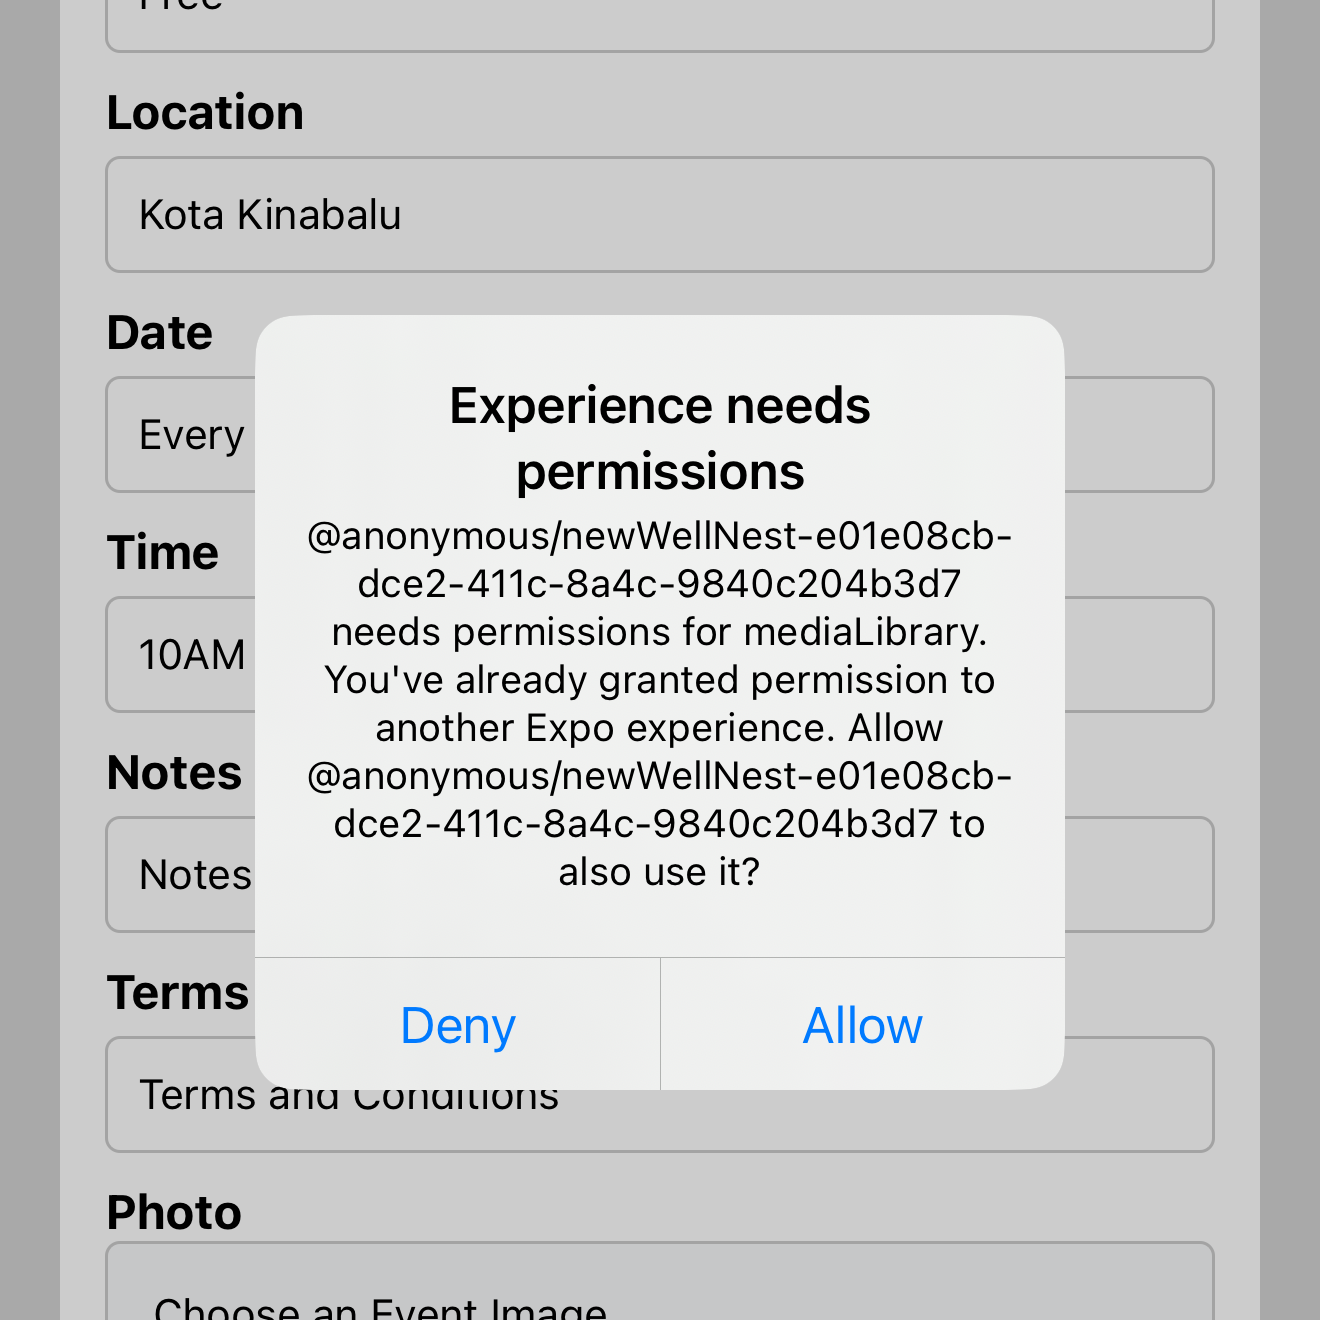 Free
Location
Kota Kinabalu
Date
Every
Time
10AM
Notes
Notes
Terms
Terms and Conditions
Photo
Choose an Event Image
Experience needs
permissions
@anonymous/newWellNest-e01e08cb-
dce2-411c-8a4c-9840c204b3d7
needs permissions for mediaLibrary.
You've already granted permission to
another Expo experience. Allow
@anonymous/newWellNest-e01e08cb-
dce2-411c-8a4c-9840c204b3d7 to
also use it?
Deny
Allow